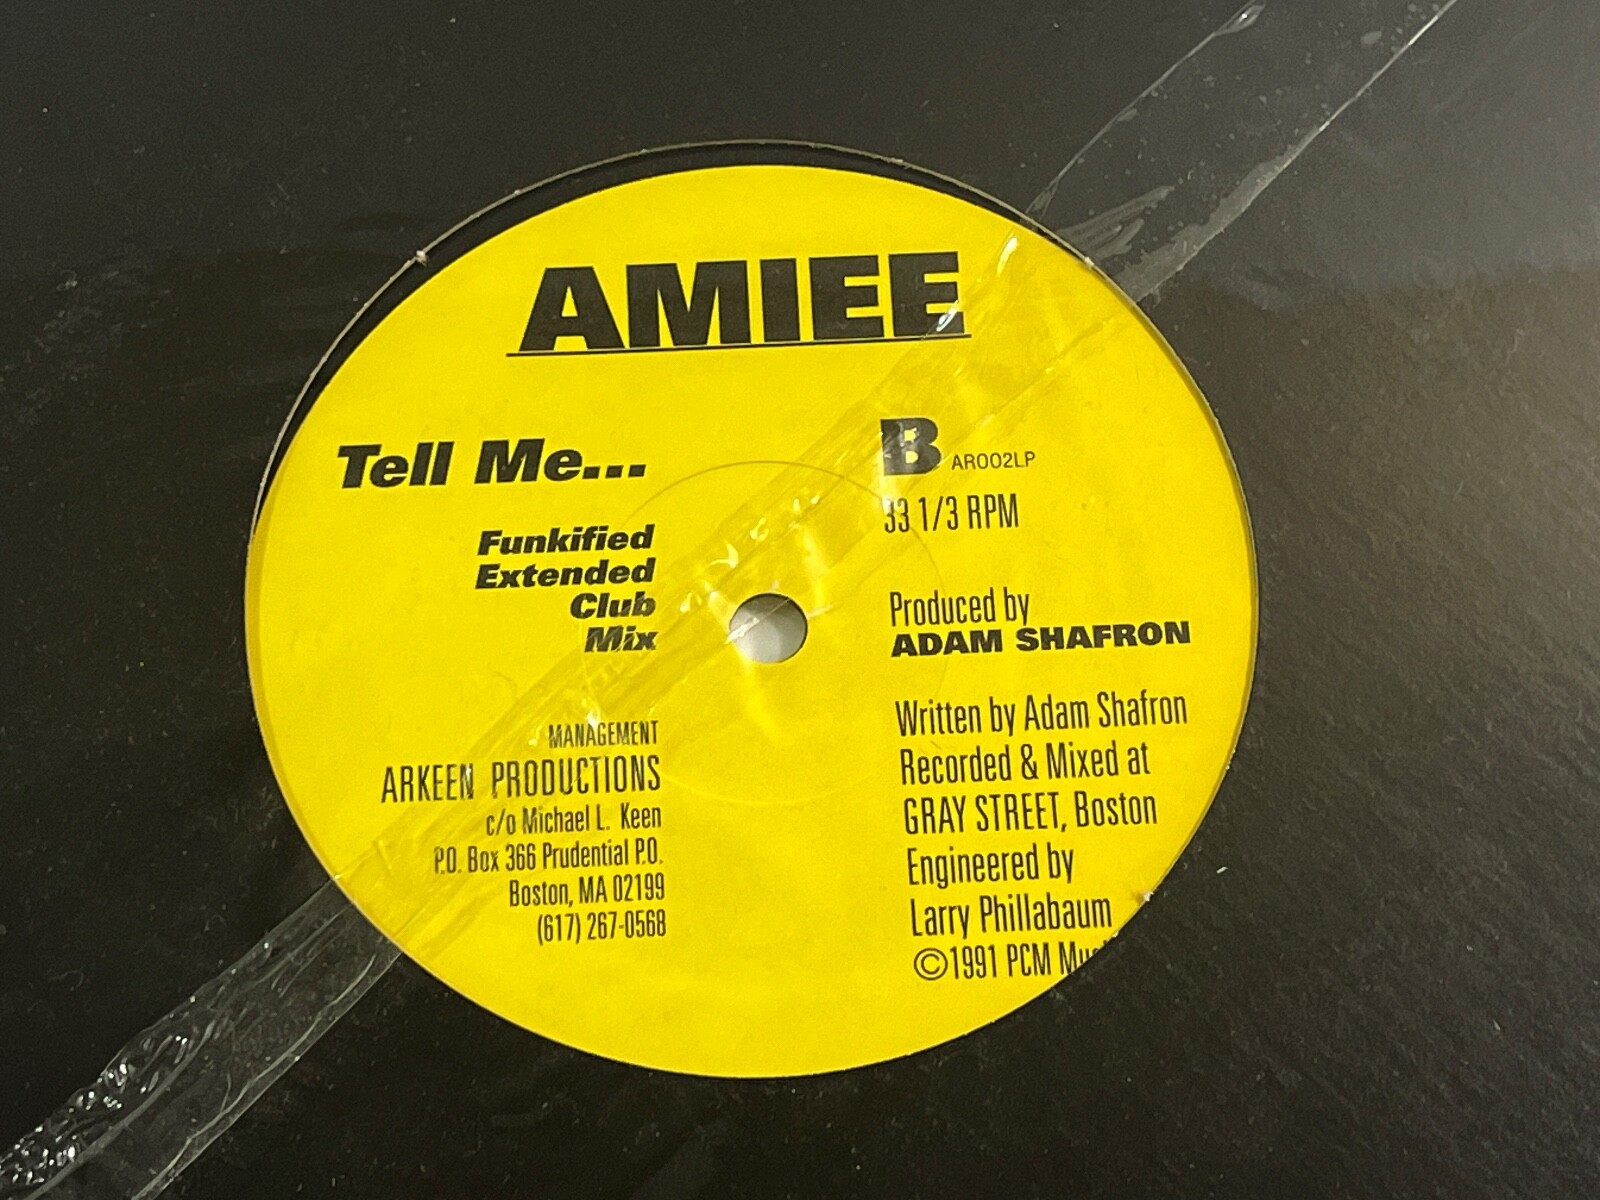 AMIEE
Tell Me...
Funkified
Extended
Club
Mix
MANAGEMENT
ARKEEN PRODUCTIONS
c/o Michael L. Keen
P.O. Box 366 Prudential P.O.
Boston, MA 02199
(617) 267-0568
B AR002LP
33 1/3 RPM
Produced by
ADAM SHAFRON
Written by Adam Shafron
Recorded & Mixed at
GRAY STREET, Boston
Engineered by
Larry Phillabaum
©1991 PCM